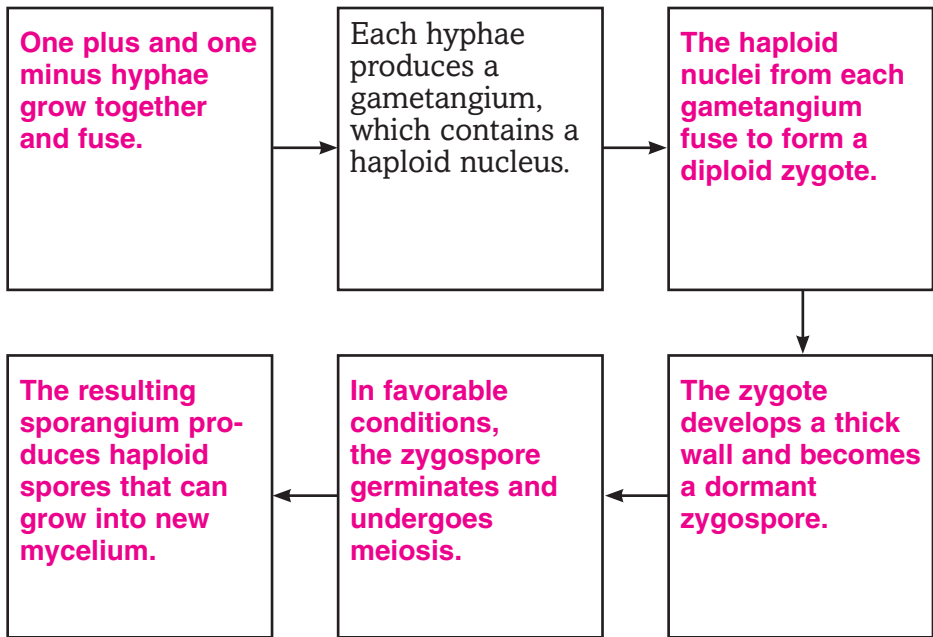 One plus and one
minus hyphae
grow together
and fuse.
Each hyphae
produces a
gametangium,
which contains a
haploid nucleus.
The haploid
nuclei from each
gametangium
fuse to form a
diploid zygote.
The zygote
develops a thick
wall and becomes
a dormant
zygospore.
In favorable
conditions,
the zygospore
germinates and
undergoes
meiosis.
The resulting
sporangium pro-
duces haploid
spores that can
grow into new
mycelium.